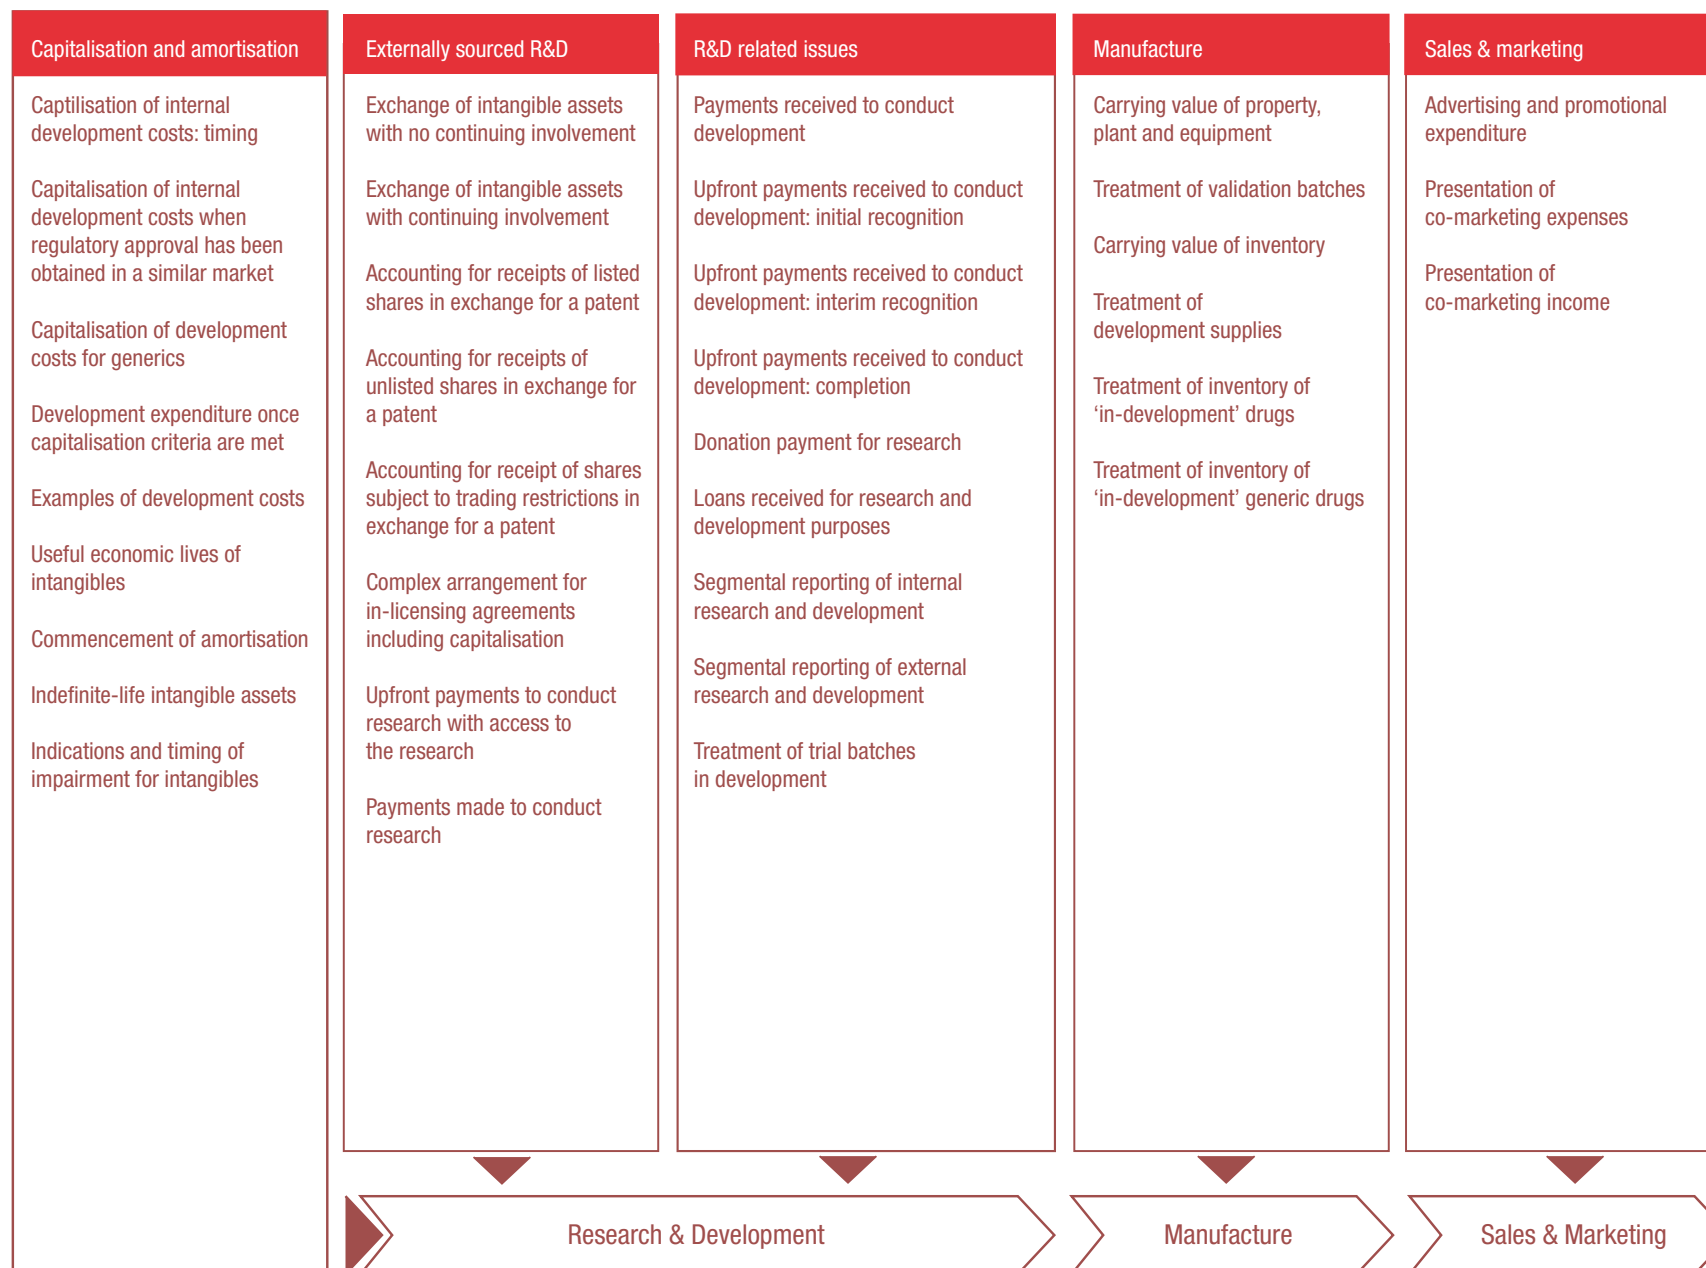 Capitalisation and amortisation
Captilisation of internal
development costs: timing
Capitalisation of internal
development costs when
regulatory approval has been
obtained in a similar market
Capitalisation of development
costs for generics
Development expenditure once
capitalisation criteria are met
Examples of development costs
Useful economic lives of
intangibles
Commencement of amortisation
Indefinite-life intangible assets
Indications and timing of
impairment for intangibles
Externally sourced R&D
Exchange of intangible assets
with no continuing involvement
Exchange of intangible assets
with continuing involvement
Accounting for receipts of listed
shares in exchange for a patent
Accounting for receipts of
unlisted shares in exchange for
a patent
Accounting for receipt of shares
subject to trading restrictions in
exchange for a patent
Complex arrangement for
in-licensing agreements
including capitalisation
Upfront payments to conduct
research with access to
the research
Payments made to conduct
research
R&D related issues
Payments received to conduct
development
Upfront payments received to conduct
development: initial recognition
Upfront payments received to conduct
development: interim recognition
Upfront payments received to conduct
development: completion
Donation payment for research
Loans received for research and
development purposes
Segmental reporting of internal
research and development
Segmental reporting of external
research and development
Treatment of trial batches
in development
Manufacture
Carrying value of property,
plant and equipment
Treatment of validation batches
Carrying value of inventory
Treatment of
development supplies
Treatment of inventory of
‘in-development’ drugs
Treatment of inventory of
‘in-development’ generic drugs
Sales & marketing
Advertising and promotional
expenditure
Presentation of
co-marketing expenses
Presentation of
co-marketing income
Research & Development
Manufacture
Sales & Marketing